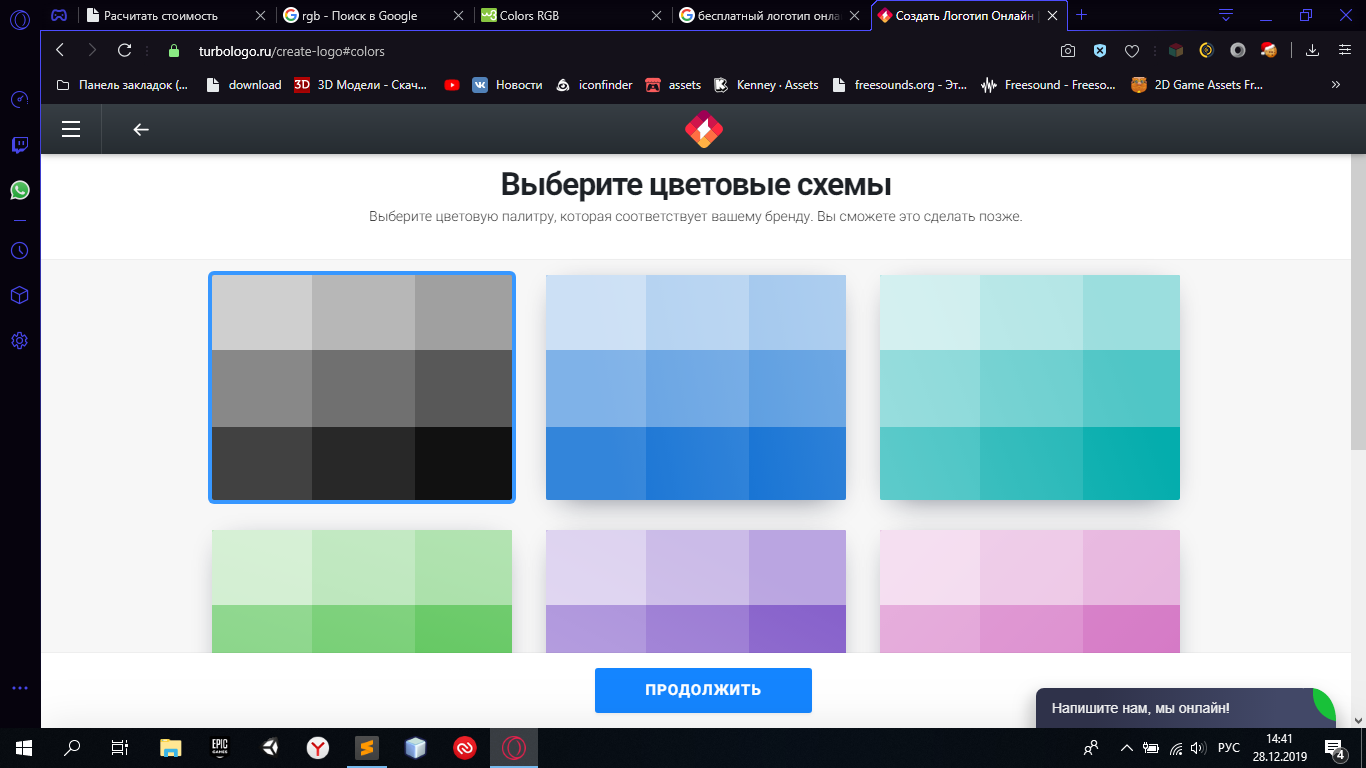 Расчитать стоимость
rgb - Поиск в Google
Colors RGB
бесплатный логотип онла
Создать Логотип Онлайн |
turbologo.ru/create-logo#colors
Панель закладок (...
download
3D
3D Модели - Скач...
Новости
iconfinder
assets
Kenney · Assets
freesounds.org - Эт...
Freesound - Freeso...
2D Game Assets Fr...
»
Выберите цветовые схемы
Выберите цветовую палитру, которая соответствует вашему бренду. Вы сможете это сделать позже.
ПРОДОЛЖИТЬ
Напишите нам, мы онлайн!
EPIC GAMES
РУС
14:41
28.12.2019
4